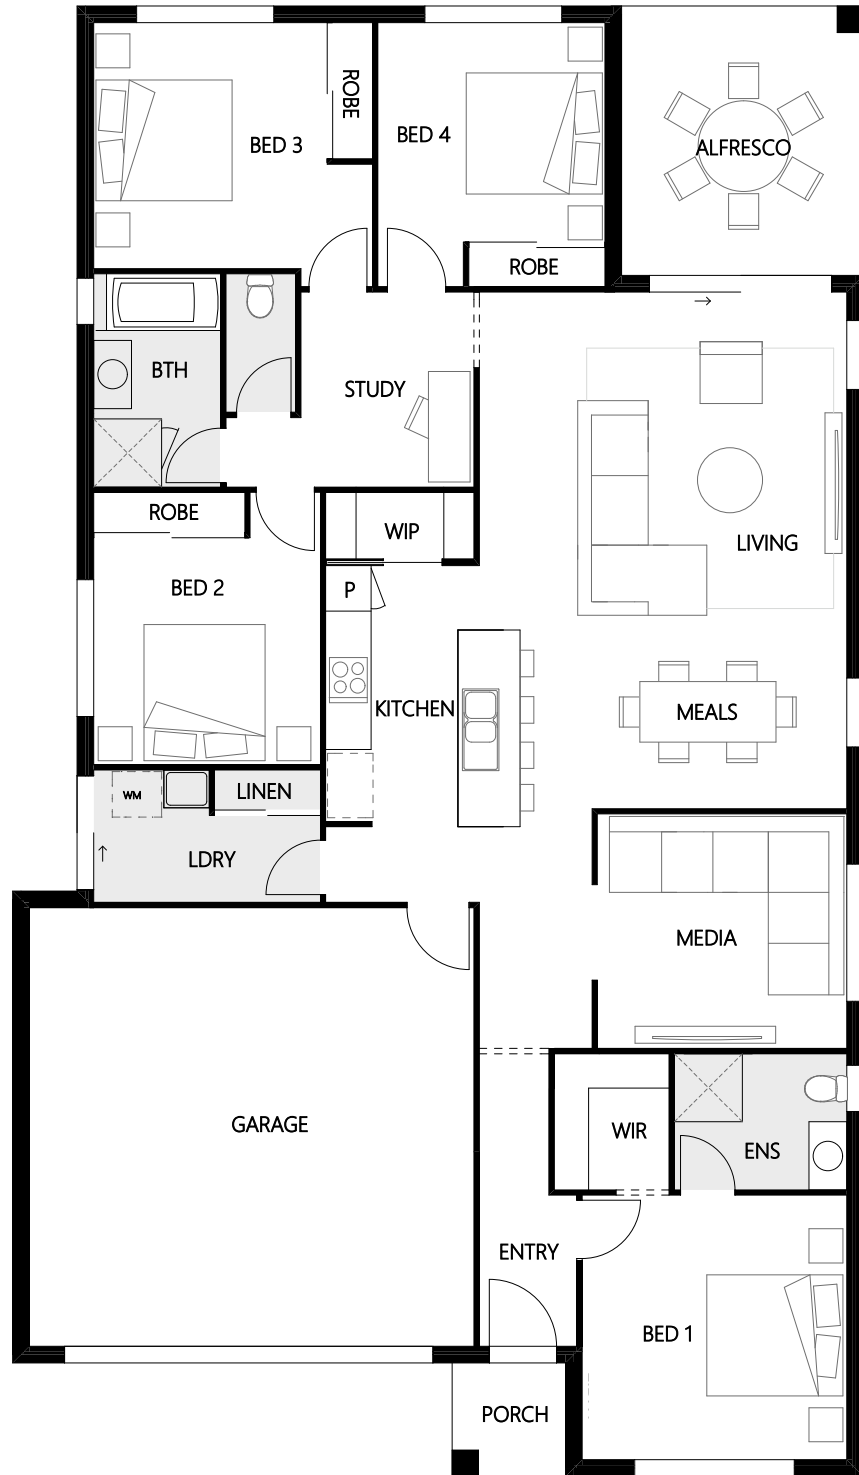 ROBE
BED 3
BED 4
ALFRESCO
ROBE
BTH
STUDY
ROBE
WIP
LIVING
BED 2
P
KITCHEN
MEALS
WM
LINEN
LDRY
MEDIA
GARAGE
WIR
ENS
ENTRY
BED 1
PORCH